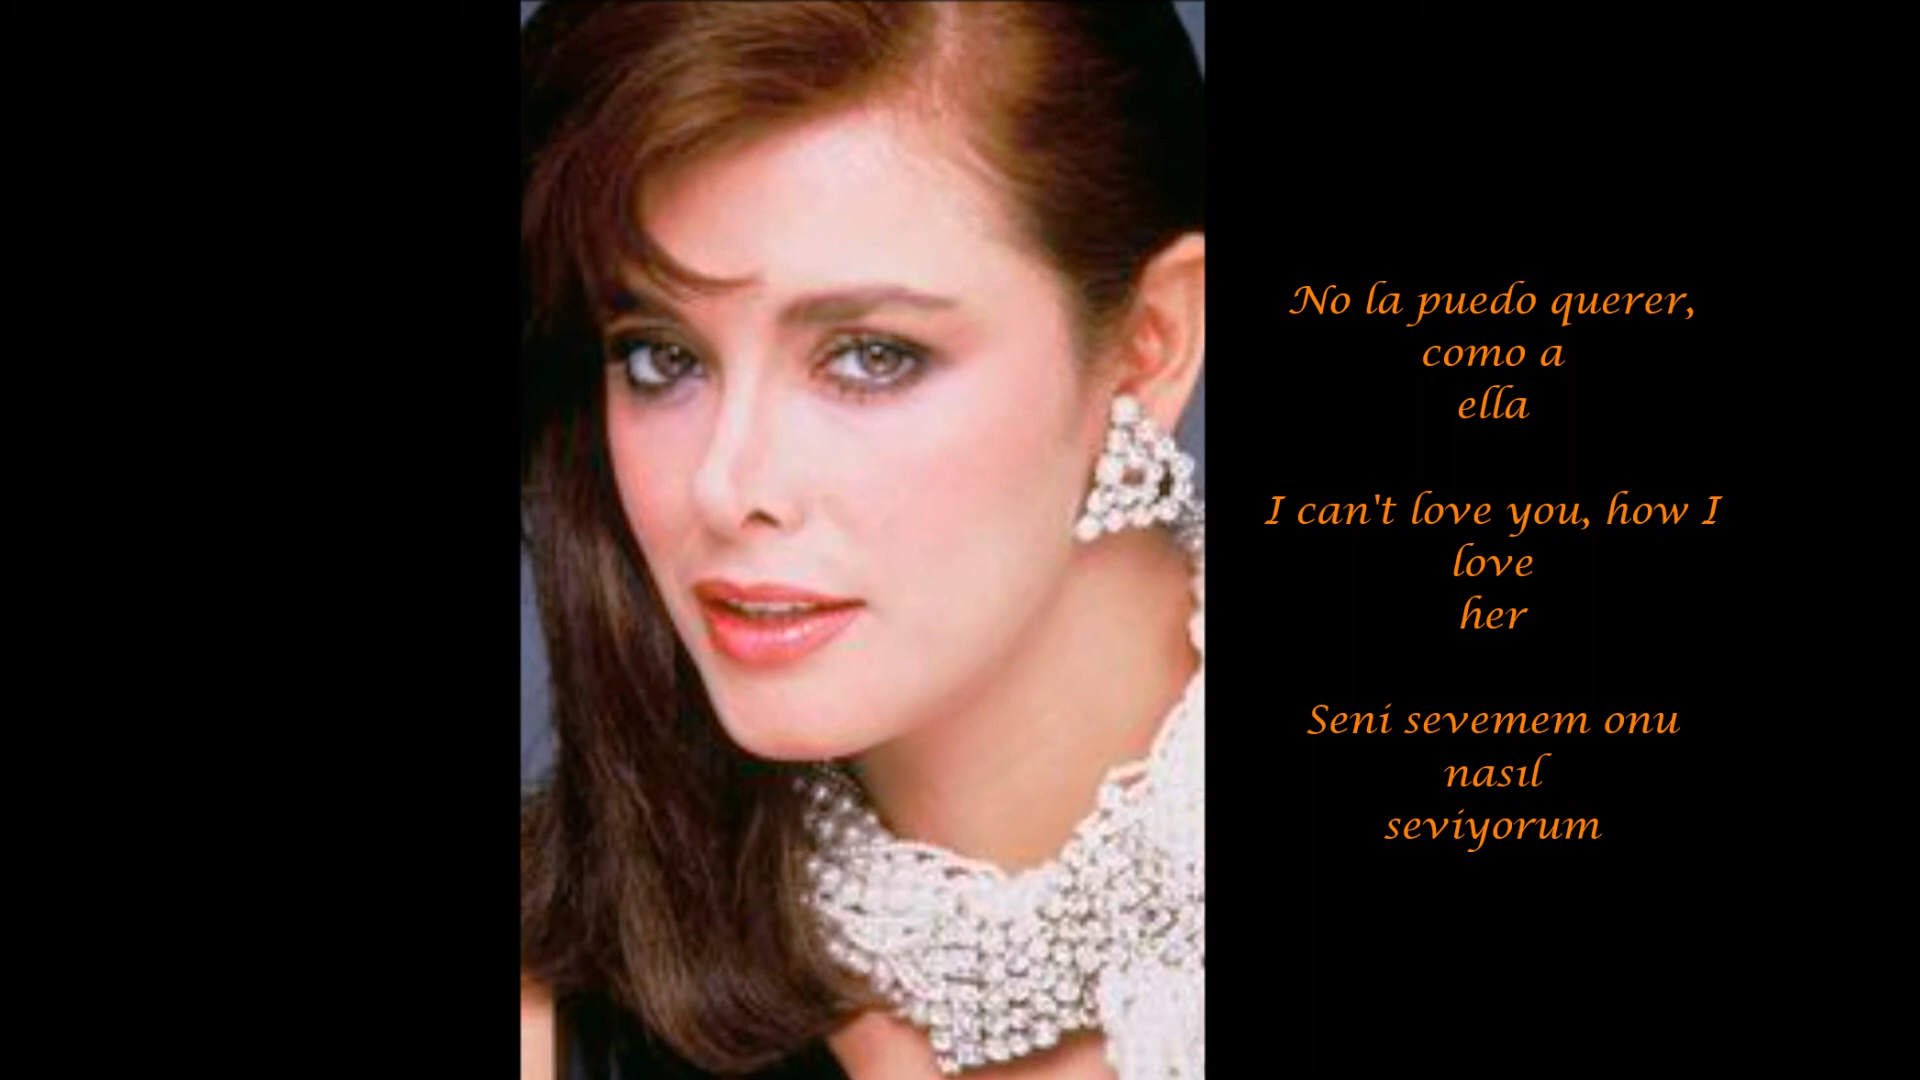 No la puedo querer,
como a
ella
I can't love you, how I
love
her
Seni sevemem onu
nasıl
seviyorum